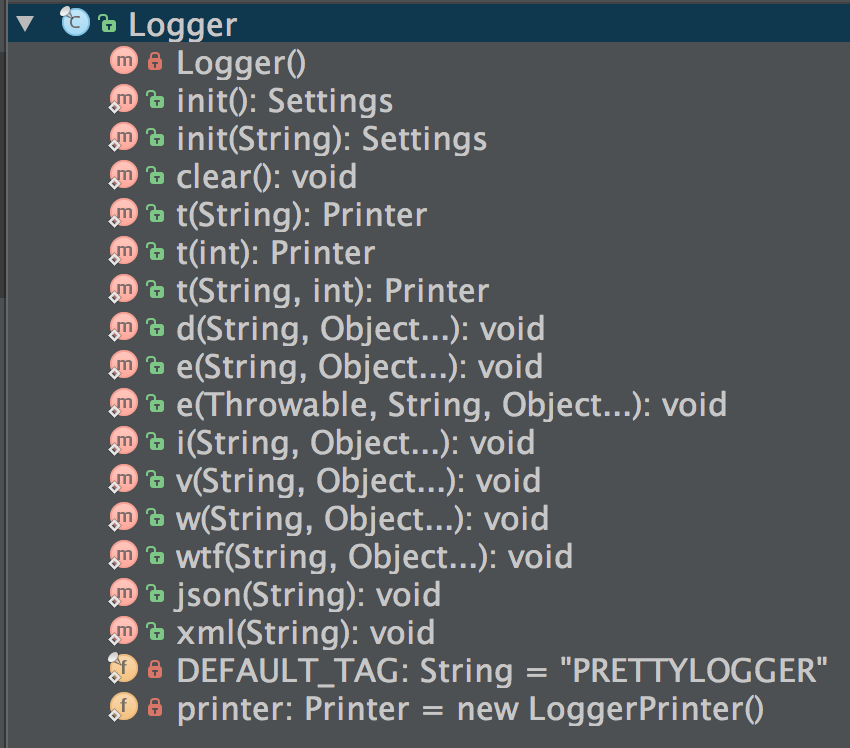 Logger
Logger()
init(): Settings
init(String): Settings
clear(): void
t(String): Printer
t(int): Printer
t(String, int): Printer
d(String, Object...): void
e(String, Object...): void
e(Throwable, String, Object...): void
i(String, Object...): void
v(String, Object...): void
w(String, Object...): void
wtf(String, Object...): void
json(String): void
xml(String): void
DEFAULT_TAG: String = "PRETTYLOGGER"
printer: Printer = new LoggerPrinter()